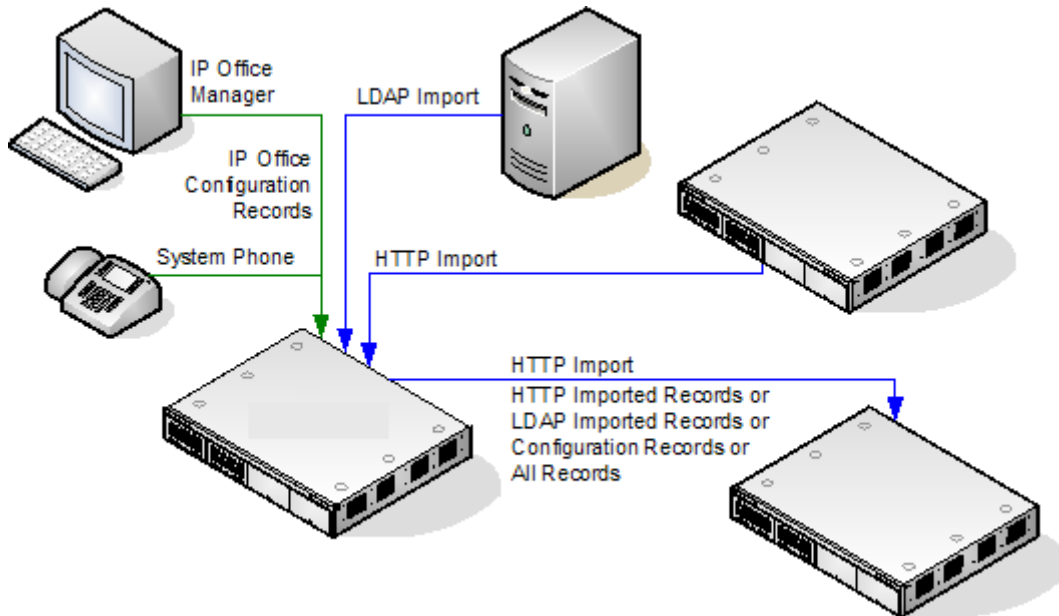 IP Office
Manager
LDAP Import
IP Office
Configuration
Records
System Phone
HTTP Import
HTTP Import
HTTP Imported Records or
LDAP Imported Records or
Configuration Records or
All Records